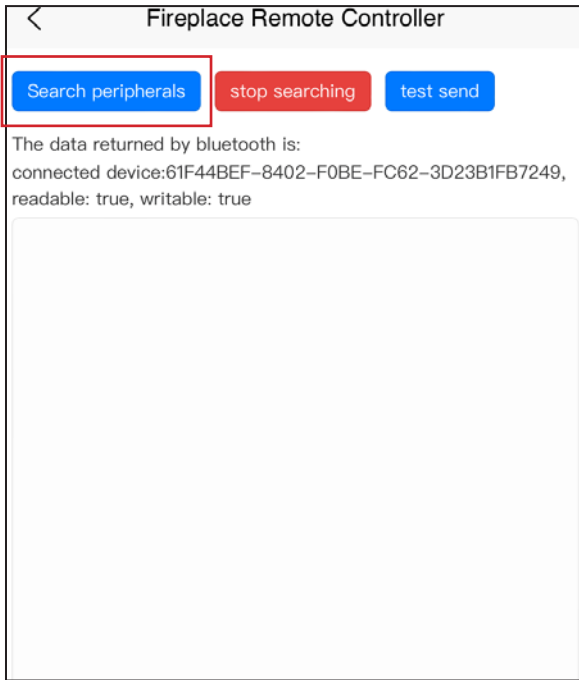 Fireplace Remote Controller
Search peripherals stop searching test send
The data returned by bluetooth is:
connected device:61F44BEF-8402-F0BE-FC62-3D23B1FB7249,
readable: true, writable: true